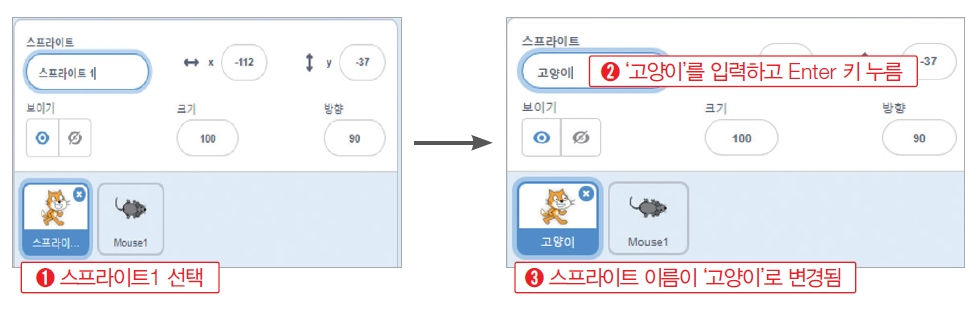 스프라이트
스프라이트 1
x -112
y -37
보이기
크기
방향
100
90
스프라이...
Mouse1
❶ 스프라이트1 선택
스프라이트
고양이
❷ ‘고양이’를 입력하고 Enter 키 누름
-37
보이기
크기
방향
100
90
고양이
Mouse1
❸ 스프라이트 이름이 ‘고양이’로 변경됨